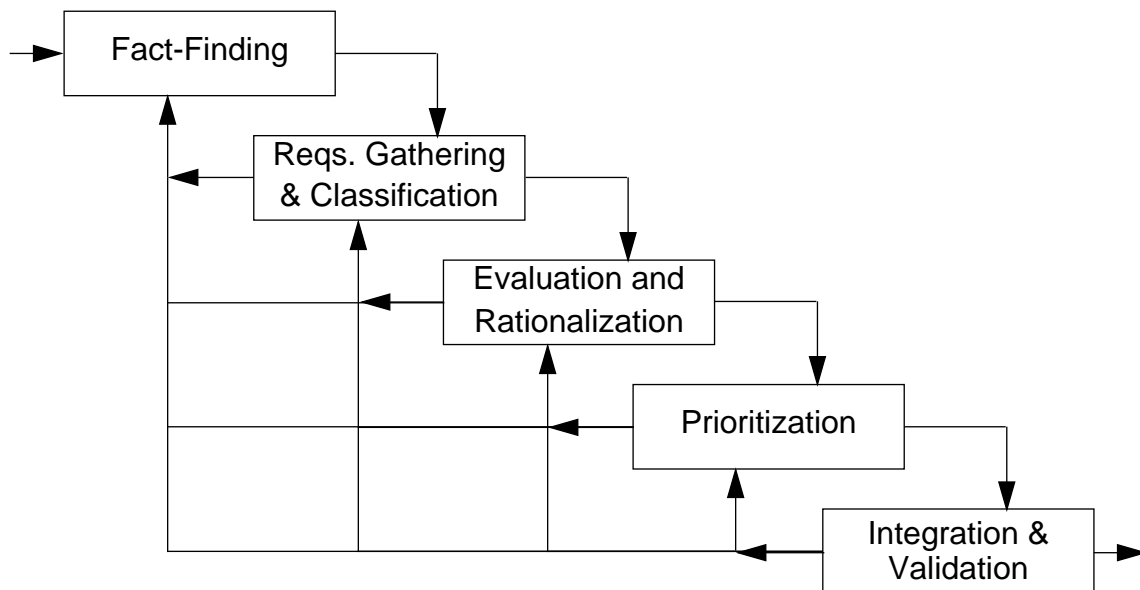 Fact-Finding
Reqs. Gathering
& Classification
Evaluation and
Rationalization
Prioritization
Integration &
Validation